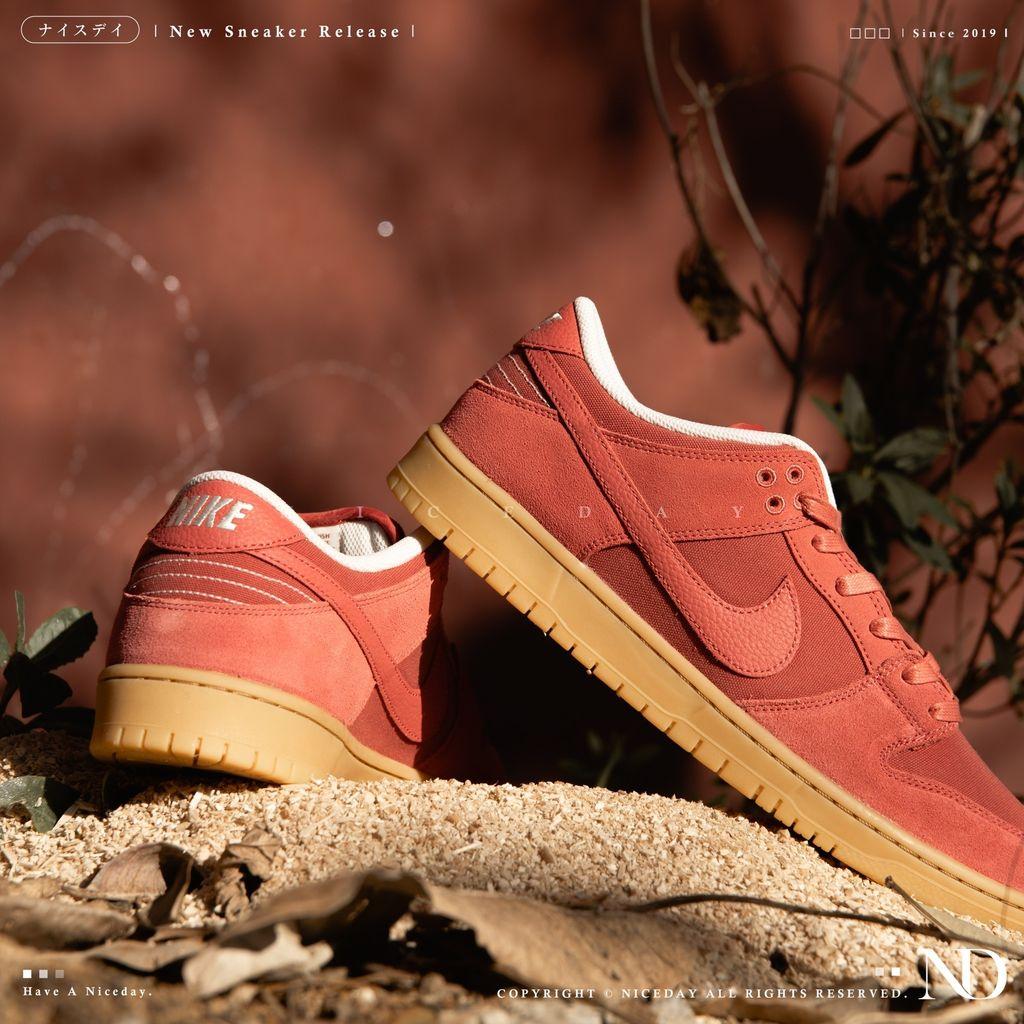 ナイスデイ | New Sneaker Release |
□□□ | Since 2019 |
NIKE
ICEDAY
Have A Niceday.
COPYRIGHT © NICEDAY ALL RIGHTS RESERVED.
ND